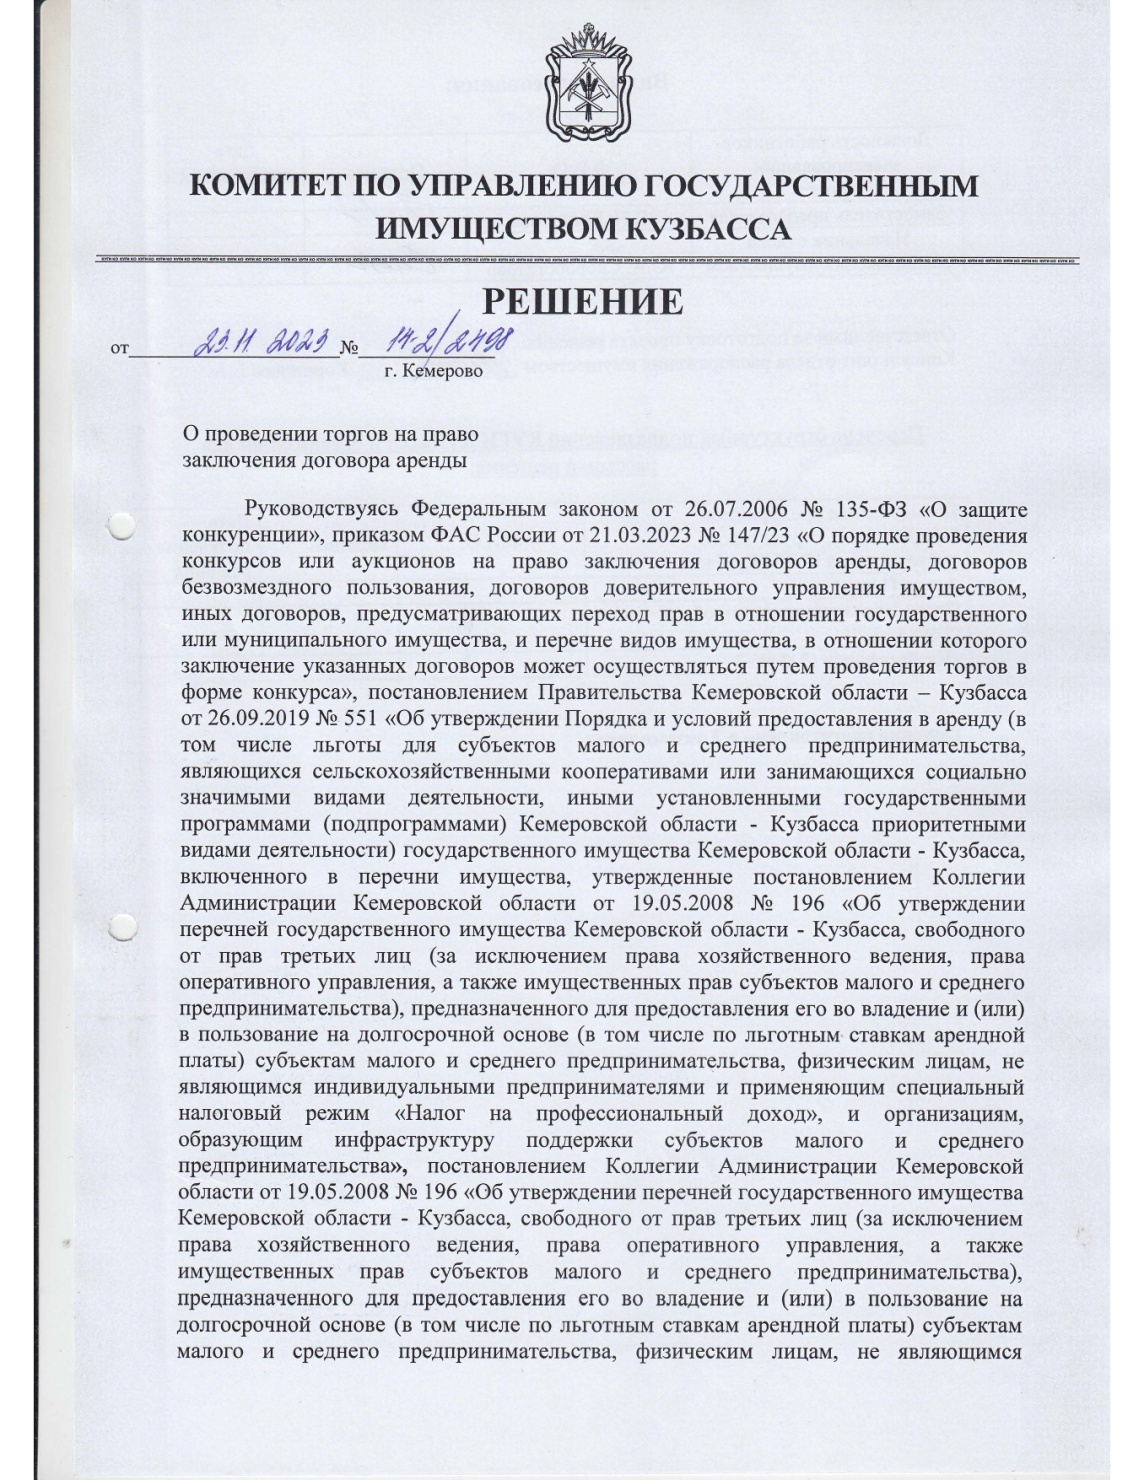 КОМИТЕТ ПО УПРАВЛЕНИЮ ГОСУДАРСТВЕННЫМ
ИМУЩЕСТВОМ КУЗБАССА
РЕШЕНИЕ
от 23.11 2023 № 14-2/2498
г. Кемерово
О проведении торгов на право
заключения договора аренды
Руководствуясь Федеральным законом от 26.07.2006 № 135-ФЗ «О защите
конкуренции», приказом ФАС России от 21.03.2023 № 147/23 «О порядке проведения
конкурсов или аукционов на право заключения договоров аренды, договоров
безвозмездного пользования, договоров доверительного управления имуществом,
иных договоров, предусматривающих переход прав в отношении государственного
или муниципального имущества, и перечне видов имущества, в отношении которого
заключение указанных договоров может осуществляться путем проведения торгов в
форме конкурса», постановлением Правительства Кемеровской области – Кузбасса
от 26.09.2019 № 551 «Об утверждении Порядка и условий предоставления в аренду (в
том числе льготы для субъектов малого и среднего предпринимательства,
являющихся сельскохозяйственными кооперативами или занимающихся социально
значимыми видами деятельности, иными установленными государственными
программами (подпрограммами) Кемеровской области - Кузбасса приоритетными
видами деятельности) государственного имущества Кемеровской области - Кузбасса,
включенного в перечни имущества, утвержденные постановлением Коллегии
Администрации Кемеровской области от 19.05.2008 № 196 «Об утверждении
перечней государственного имущества Кемеровской области - Кузбасса, свободного
от прав третьих лиц (за исключением права хозяйственного ведения, права
оперативного управления, а также имущественных прав субъектов малого и среднего
предпринимательства), предназначенного для предоставления его во владение и (или)
в пользование на долгосрочной основе (в том числе по льготным ставкам арендной
платы) субъектам малого и среднего предпринимательства, физическим лицам, не
являющимся индивидуальными предпринимателями и применяющим специальный
налоговый режим «Налог на профессиональный доход», и организациям,
образующим инфраструктуру поддержки субъектов малого и среднего
предпринимательства», постановлением Коллегии Администрации Кемеровской
области от 19.05.2008 № 196 «Об утверждении перечней государственного имущества
Кемеровской области - Кузбасса, свободного от прав третьих лиц (за исключением
права хозяйственного ведения, права оперативного управления, а также
имущественных прав субъектов малого и среднего предпринимательства),
предназначенного для предоставления его во владение и (или) в пользование на
долгосрочной основе (в том числе по льготным ставкам арендной платы) субъектам
малого и среднего предпринимательства, физическим лицам, не являющимся